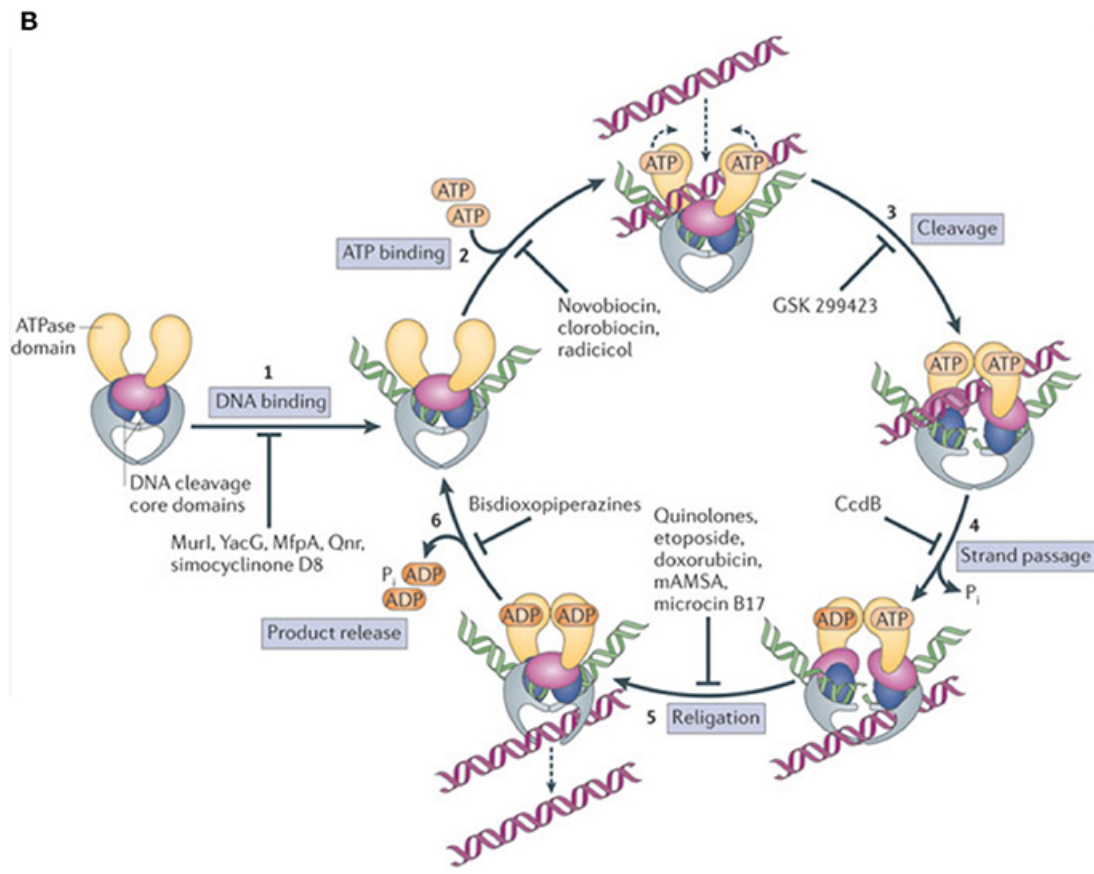 B
ATP
ATP
ATP binding 2
Novobiocin,
clorobiocin,
radicicol
ATP
ATP
3
Cleavage
GSK 299423
ATPase
domain
1
DNA binding
DNA cleavage
core domains
MurI, YacG, MfpA, Qnr,
simocyclinone D8
ATP
ATP
CcdB
4
Strand passage
Pi
ADP
ATP
Quinolones,
etoposide,
doxorubicin,
mAMSA,
microcin B17
5 Religation
Bisdioxopiperazines
6
Pi ADP
ADP
Product release
ADP
ADP